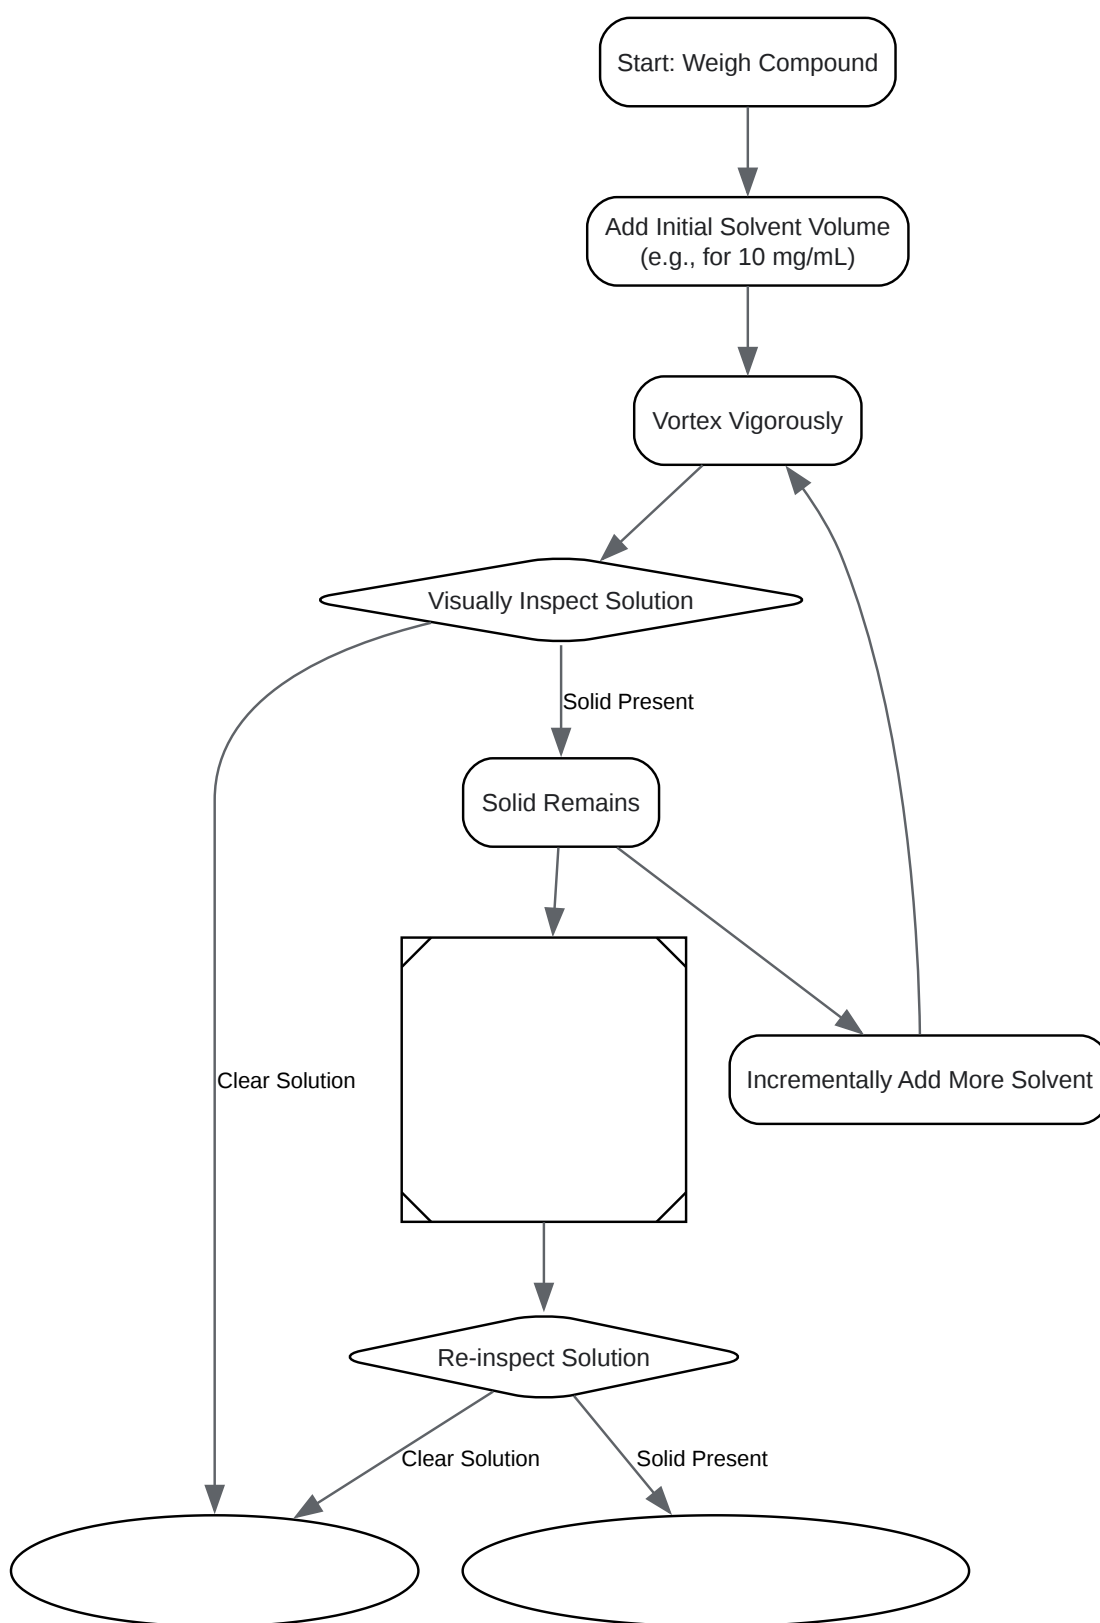 Start: Weigh Compound
Add Initial Solvent Volume
(e.g., for 10 mg/mL)
Vortex Vigorously
Visually Inspect Solution
Solid Present
Solid Remains
Clear Solution
Incrementally Add More Solvent
Re-inspect Solution
Clear Solution
Solid Present